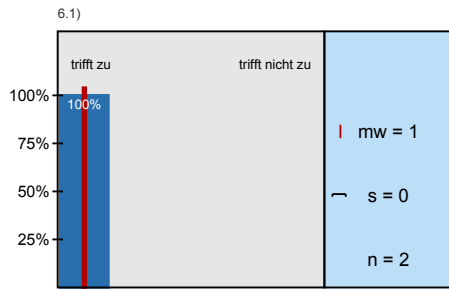 6.1)
trifft zu
trifft nicht zu
100%
100%
75%
50%
25%
mw = 1
s = 0
n = 2